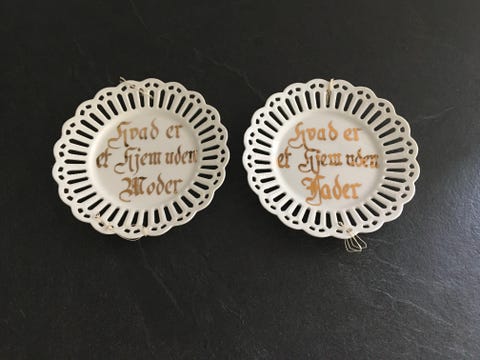 Hvad er
et Hjem uden
Moder
Hvad er
et Hjem uden
Fader